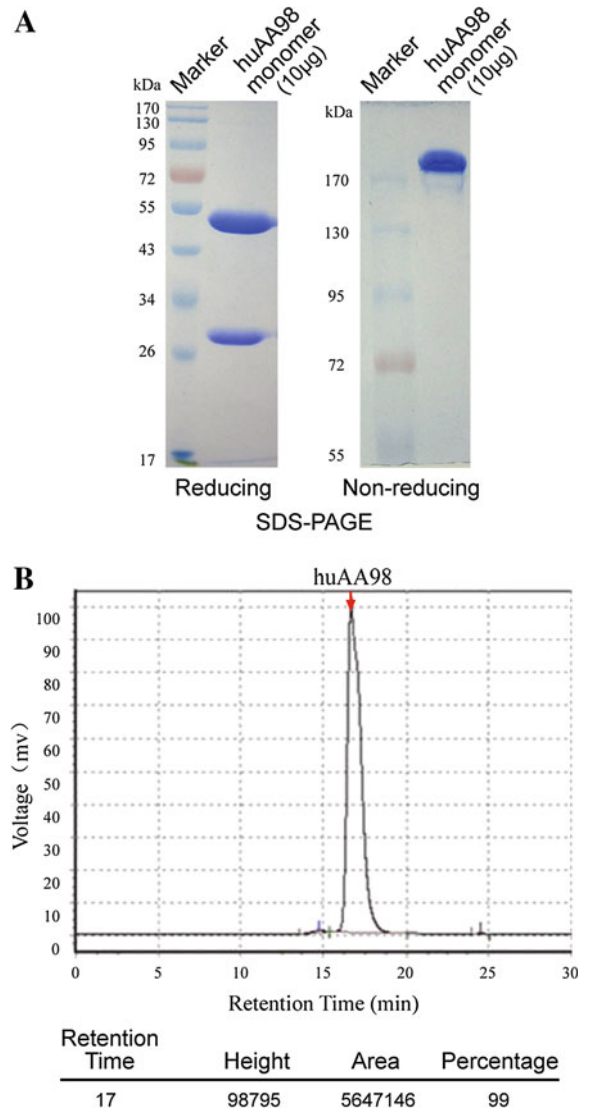 A
kDa
Marker
huAA98
monomer
(10μg)
170
130
95
72
55
43
34
26
17
Reducing
kDa
Marker
huAA98
monomer
(10μg)
170
130
95
72
55
Non-reducing
SDS-PAGE
B
huAA98
Voltage (mv)
100
90
80
70
60
50
40
30
20
10
0
0 5 10 15 20 25 30
Retention Time (min)
Retention Time Height Area Percentage
17 98795 5647146 99